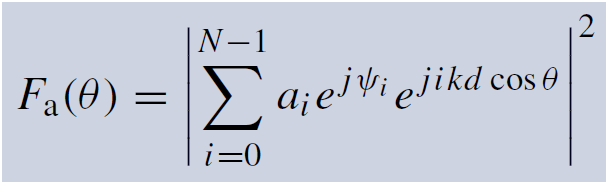 F_a(θ) = | ∑_{i=0}^{N−1} a_i e^{jψ_i} e^{jikd cos θ} |^2